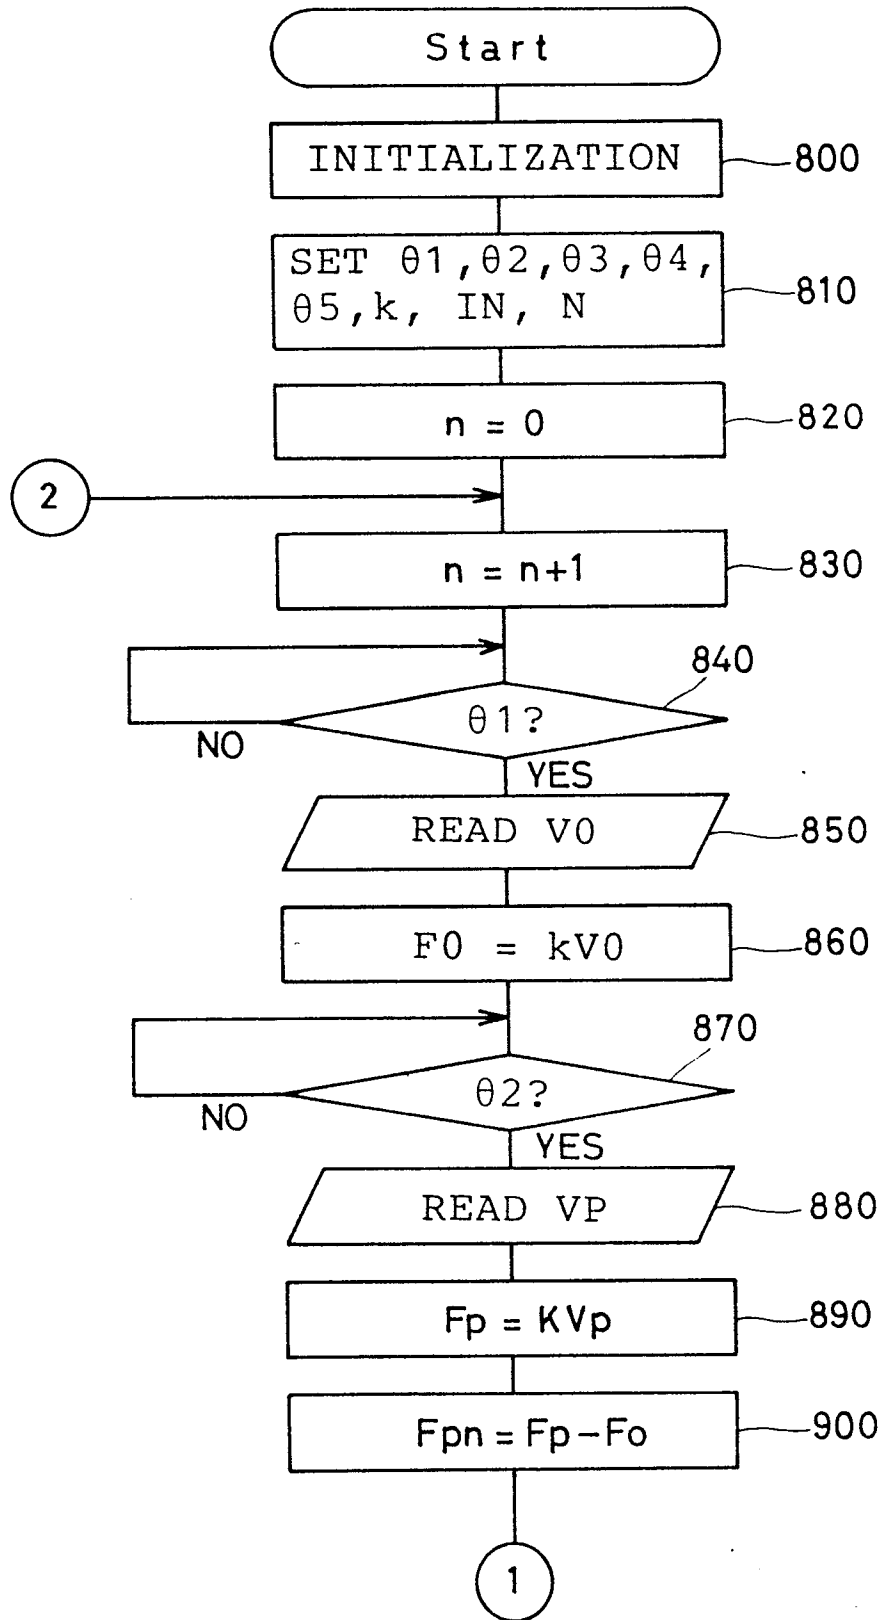 Start
INITIALIZATION
800
SET θ1,θ2,θ3,θ4,
θ5,k, IN, N
810
n = 0
820
2
n = n+1
830
840
θ1?
NO
YES
READ V0
850
F0 = kV0
860
870
θ2?
NO
YES
READ VP
880
Fp = KVp
890
Fpn = Fp-Fo
900
1